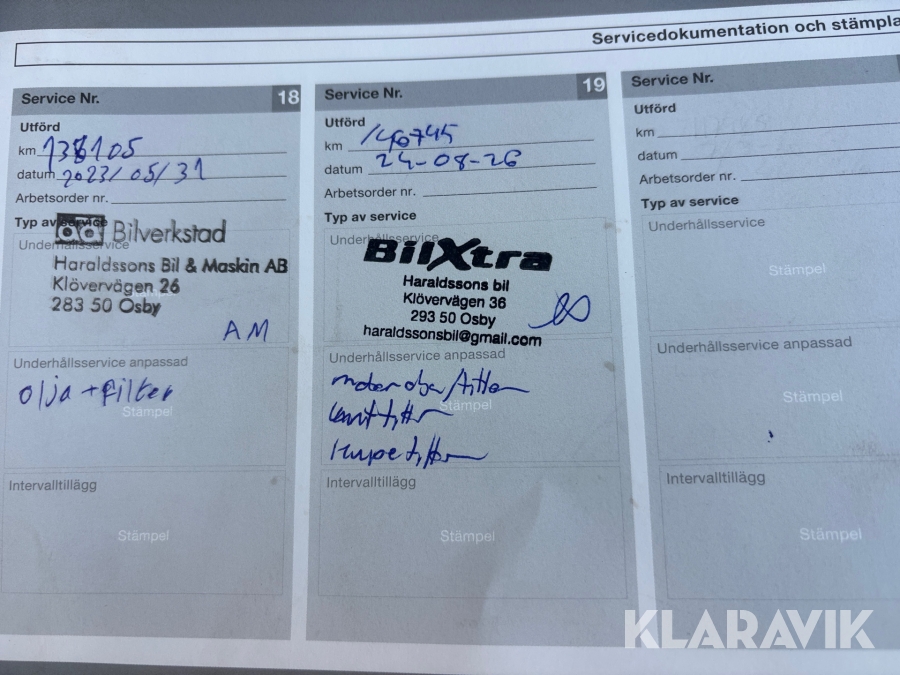 Servicedokumentation och stämpla
Service Nr. 18
Utförd
km 138105
datum 2023/05/31
Arbetsorder nr.
Typ av service
Underhållsservice
Bilverkstad
Haraldssons Bil & Maskin AB
Klövervägen 26
283 50 Osby
AM
Underhållsservice anpassad
olja + filter
Stämpel
Intervalltillägg
Stämpel
Service Nr. 19
Utförd
km 146745
datum 24-08-26
Arbetsorder nr.
Typ av service
Underhållsservice
BilXtra
Haraldssons bil
Klövervägen 36
293 50 Osby
haraldssonsbil@gmail.com
Underhållsservice anpassad
Stämpel
Intervalltillägg
Stämpel
Service Nr.
Utförd
km
datum
Arbetsorder nr.
Typ av service
Underhållsservice
Stämpel
Underhållsservice anpassad
Stämpel
Intervalltillägg
Stämpel
KLARAVIK